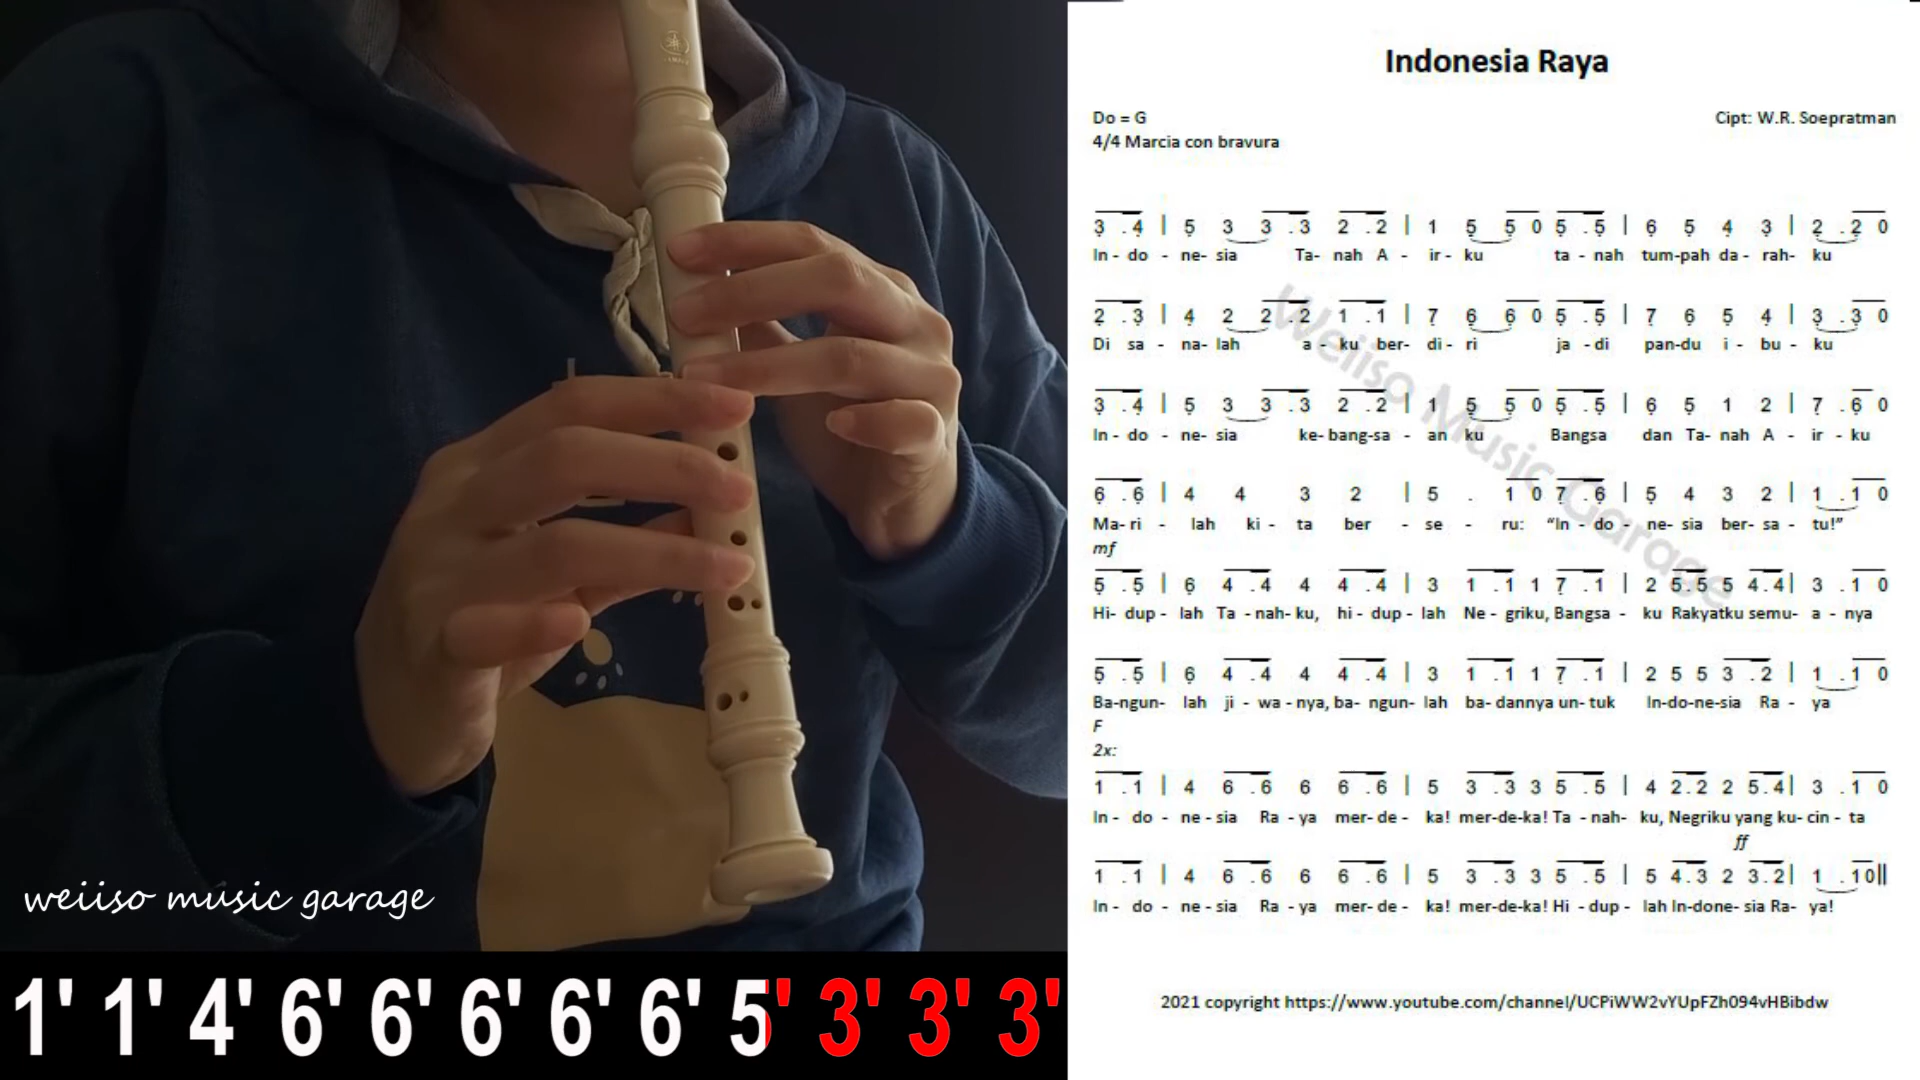 Indonesia Raya
Do = G
Cipt: W.R. Soepratman
4/4 Marcia con bravura
3 . 4 | 5 3 3 . 3 2 . 2 | 1 5 5 0 5 . 5 | 6 5 4 3 | 2 . 2 0
In - do - ne- sia Ta- nah A - ir - ku ta - nah tum-pah da - rah- ku
2 . 3 | 4 2 2 . 2 1 . 1 | 7 6 6 0 5 . 5 | 7 6 5 4 | 3 . 3 0
Di sa - na- lah a - ku ber- di - ri ja - di pan-du i - bu - ku
3 . 4 | 5 3 3 . 3 2 . 2 | 1 5 5 0 5 . 5 | 6 5 1 2 | 7 . 6 0
In - do - ne- sia ke- bang-sa - an ku Bangsa dan Ta- nah A - ir - ku
6 . 6 | 4 4 3 2 | 5 . 1 0 7 . 6 | 5 4 3 2 | 1 . 1 0
Ma- ri - lah ki - ta ber - se - ru: “In - do - ne- sia ber- sa - tu!”
mf
5 . 5 | 6 4 . 4 4 4 . 4 | 3 1 . 1 1 7 . 1 | 2 5 . 5 5 4 . 4 | 3 . 1 0
Hi- dup - lah Ta - nah- ku, hi - dup - lah Ne - griku, Bangsa - ku Rakyatku semu- a - nya
5 . 5 | 6 4 . 4 4 4 . 4 | 3 1 . 1 1 7 . 1 | 2 5 5 3 . 2 | 1 . 1 0
Ba-ngun- lah ji - wa - nya, ba- ngun- lah ba- dannya un- tuk In-do-ne-sia Ra - ya
F
2x:
1 . 1 | 4 6 . 6 6 6 . 6 | 5 3 . 3 3 5 . 5 | 4 2 . 2 2 5 . 4 | 3 . 1 0
In - do - ne - sia Ra - ya mer- de - ka! mer-de-ka! Ta - nah- ku, Negriku yang ku- cin - ta
ff
1 . 1 | 4 6 . 6 6 6 . 6 | 5 3 . 3 3 5 . 5 | 5 4 . 3 2 3 . 2 | 1 . 1 0 ||
In - do - ne - sia Ra - ya mer- de - ka! mer-de-ka! Hi - dup - lah In-done- sia Ra- ya!
Weiiso Music Garage
2021 copyright https://www.youtube.com/channel/UCPiWW2vYUpFZh094vHBibdw
weiiso music garage
1' 1' 4' 6' 6' 6' 6' 6' 5' 3' 3' 3'